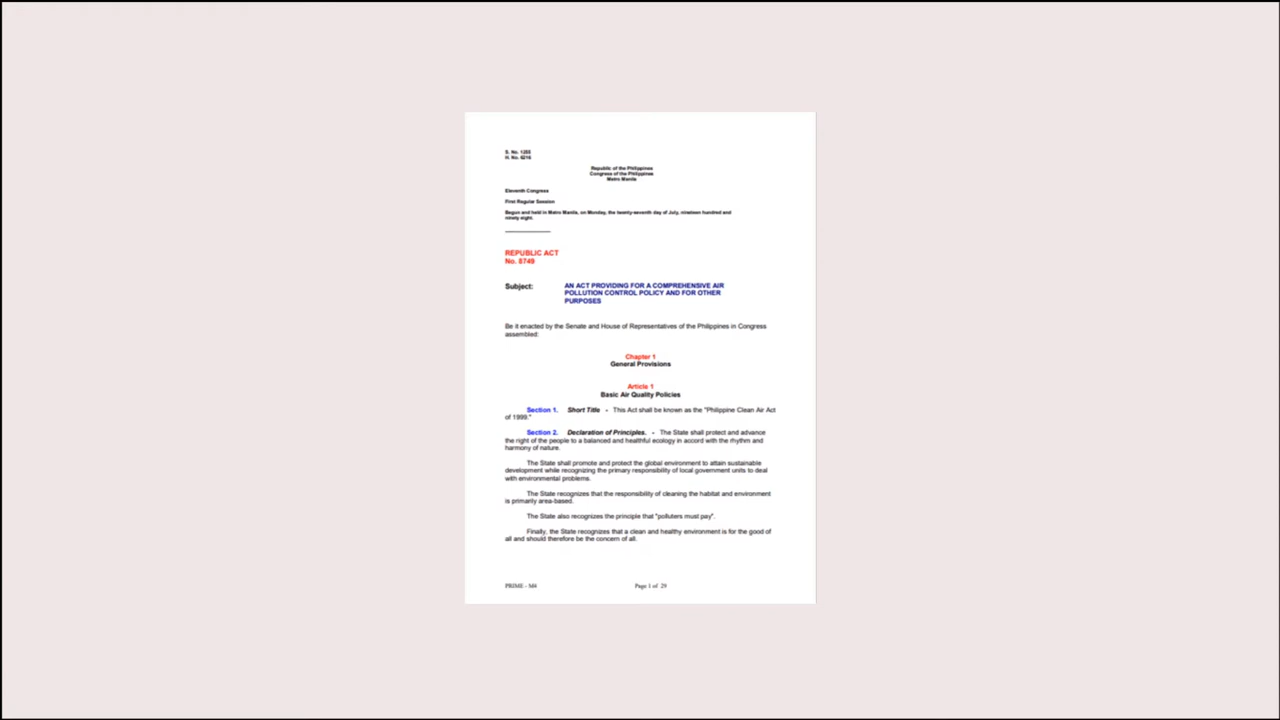 S. No. 1255
H. No. 6216
Republic of the Philippines
Congress of the Philippines
Metro Manila
Eleventh Congress
First Regular Session
Begun and held in Metro Manila, on Monday, the twenty-seventh day of July, nineteen hundred and
ninety eight.
REPUBLIC ACT
No. 8749
Subject: AN ACT PROVIDING FOR A COMPREHENSIVE AIR
POLLUTION CONTROL POLICY AND FOR OTHER
PURPOSES
Be it enacted by the Senate and House of Representatives of the Philippines in Congress
assembled:
Chapter 1
General Provisions
Article 1
Basic Air Quality Policies
Section 1. Short Title - This Act shall be known as the "Philippine Clean Air Act
of 1999."
Section 2. Declaration of Principles. - The State shall protect and advance
the right of the people to a balanced and healthful ecology in accord with the rhythm and
harmony of nature.
The State shall promote and protect the global environment to attain sustainable
development while recognizing the primary responsibility of local government units to deal
with environmental problems.
The State recognizes that the responsibility of cleaning the habitat and environment
is primarily area-based.
The State also recognizes the principle that "polluters must pay".
Finally, the State recognizes that a clean and healthy environment is for the good of
all and should therefore be the concern of all.
PRIME - M4 Page 1 of 29